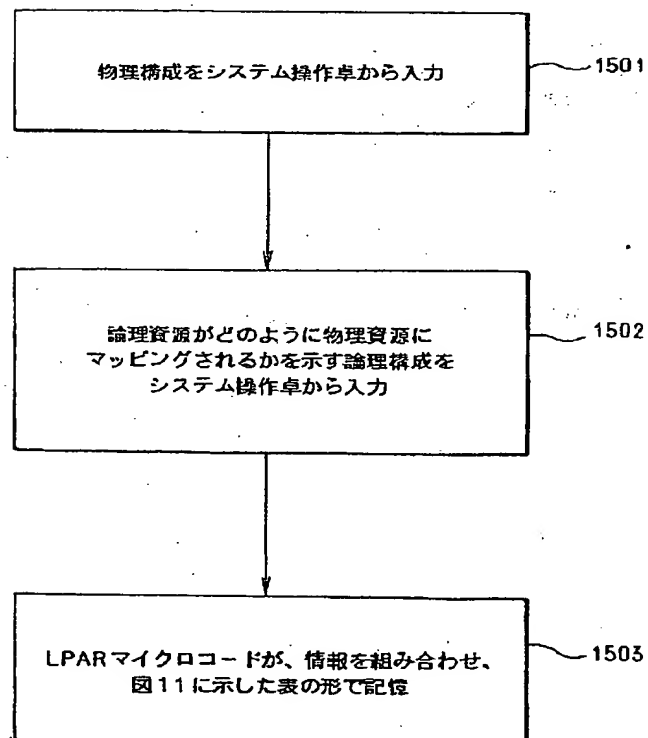 物理構成をシステム操作卓から入力
1501
論理資源がどのように物理資源に
マッピングされるかを示す論理構成を
システム操作卓から入力
1502
LPARマイクロコードが、情報を組み合わせ、
図11に示した表の形で記憶
1503